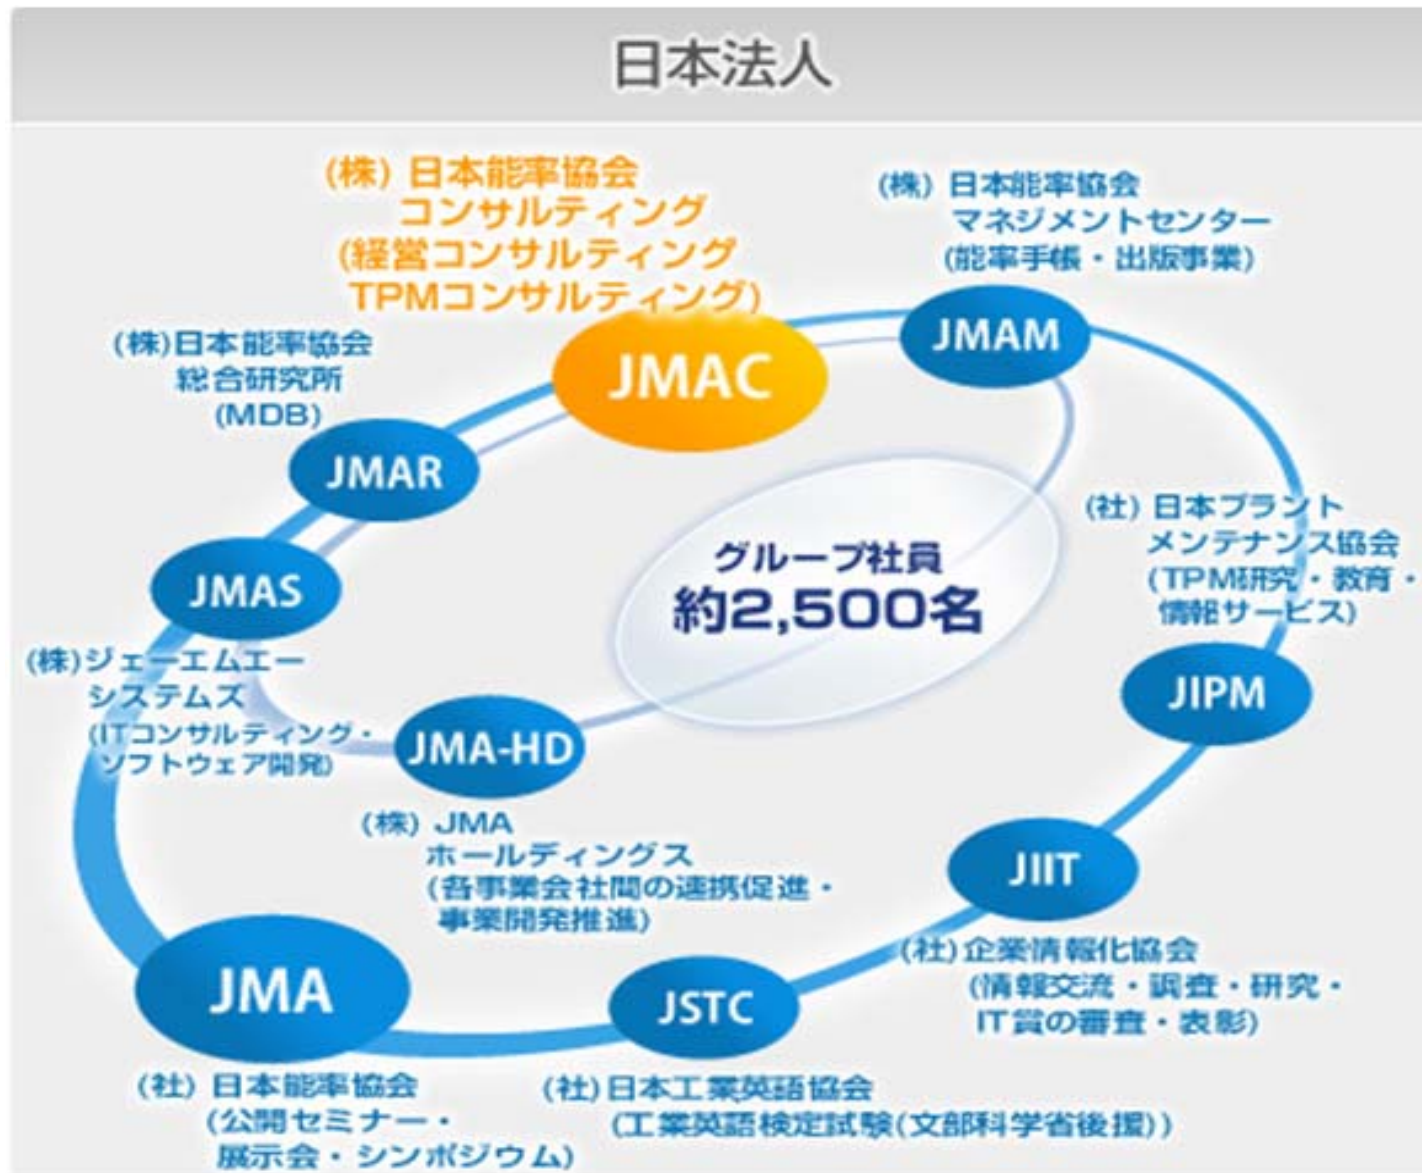 日本法人
(株) 日本能率協会
コンサルティング
(経営コンサルティング
TPMコンサルティング)
JMAC
(株) 日本能率協会
マネジメントセンター
(能率手帳・出版事業)
JMAM
(株)日本能率協会
総合研究所
(MDB)
JMAR
JMAS
(株)ジェーエムエー
システムズ
(ITコンサルティング・
ソフトウェア開発)
グループ社員
約2,500名
(社) 日本プラント
メンテナンス協会
(TPM研究・教育・
情報サービス)
JIPM
JMA-HD
(株) JMA
ホールディングス
(各事業会社間の連携促進・
事業開発推進)
JIIT
(社)企業情報化協会
(情報交流・調査・研究・
IT賞の審査・表彰)
JMA
(社) 日本能率協会
(公開セミナー・
展示会・シンポジウム)
JSTC
(社)日本工業英語協会
(工業英語検定試験(文部科学省後援))